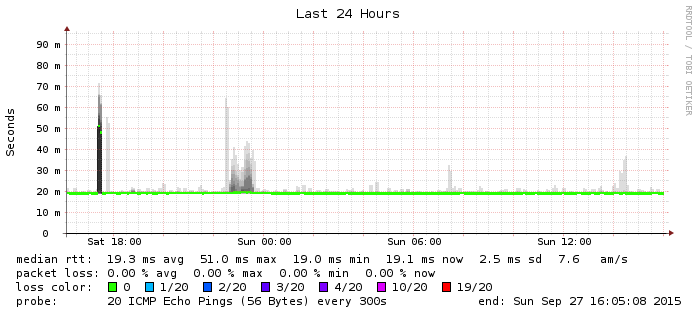 Last 24 Hours
RRDTOOL / TOBI OETIKER
Seconds
90 m
80 m
70 m
60 m
50 m
40 m
30 m
20 m
10 m
0
Sat 18:00 Sun 00:00 Sun 06:00 Sun 12:00
median rtt: 19.3 ms avg 51.0 ms max 19.0 ms min 19.1 ms now 2.5 ms sd 7.6 am/s
packet loss: 0.00 % avg 0.00 % max 0.00 % min 0.00 % now
loss color: 0 1/20 2/20 3/20 4/20 10/20 19/20
probe: 20 ICMP Echo Pings (56 Bytes) every 300s end: Sun Sep 27 16:05:08 2015